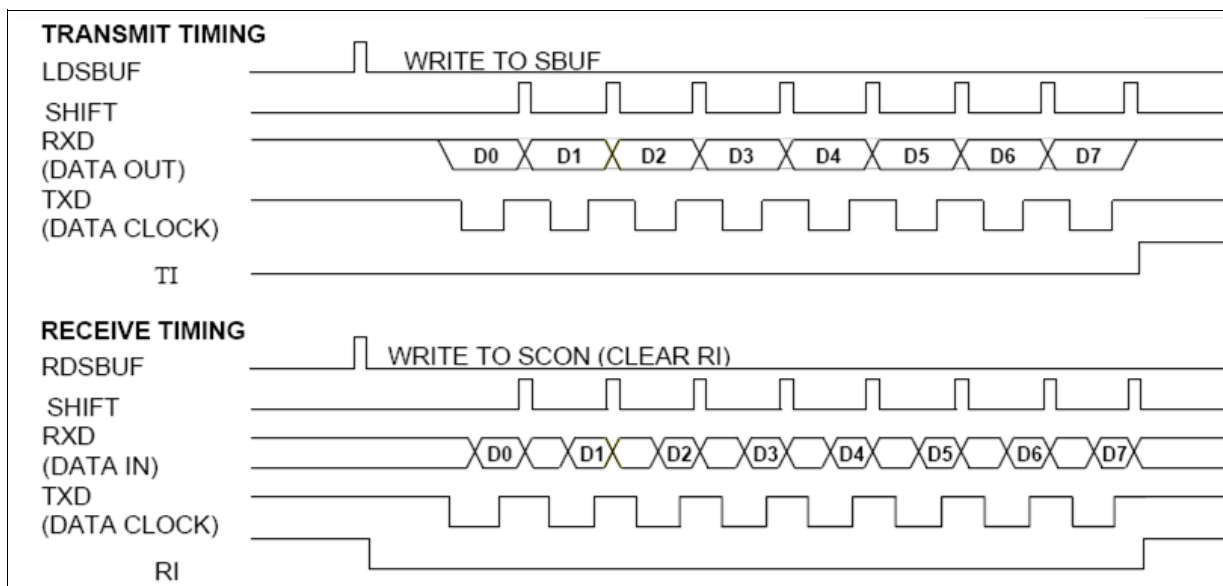 TRANSMIT TIMING
LDSBUF
WRITE TO SBUF
SHIFT
RXD
(DATA OUT)
D0 D1 D2 D3 D4 D5 D6 D7
TXD
(DATA CLOCK)
TI
RECEIVE TIMING
RDSBUF
WRITE TO SCON (CLEAR RI)
SHIFT
RXD
(DATA IN)
D0 D1 D2 D3 D4 D5 D6 D7
TXD
(DATA CLOCK)
RI